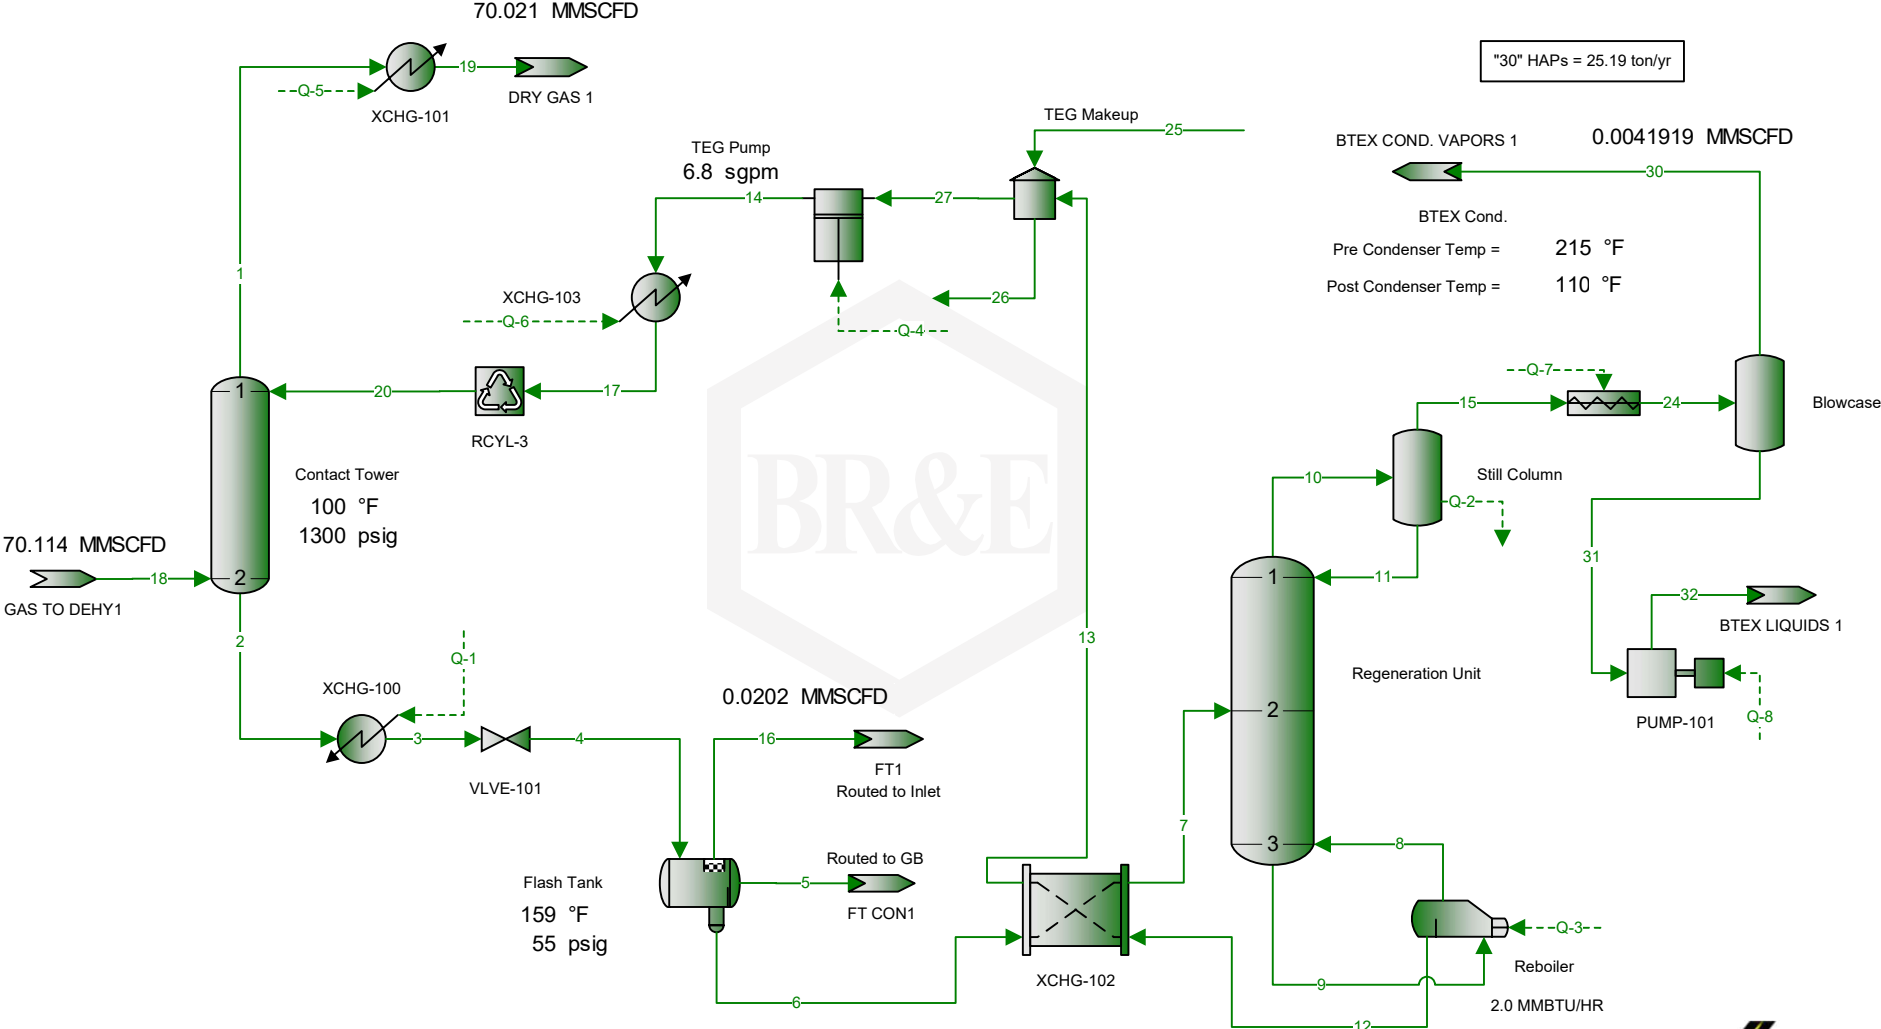 70.021 MMSCFD
19
Q-5
DRY GAS 1
XCHG-101
"30" HAPs = 25.19 ton/yr
TEG Makeup
25
BTEX COND. VAPORS 1
0.0041919 MMSCFD
TEG Pump
6.8 sgpm
30
14
27
BTEX Cond.
Pre Condenser Temp = 215 °F
Post Condenser Temp = 110 °F
1
XCHG-103
Q-6
26
Q-4
Q-7
1
20
17
15
24
Blowcase
RCYL-3
Contact Tower
100 °F
1300 psig
BR&E
10
Still Column
Q-2
70.114 MMSCFD
18
2
GAS TO DEHY1
31
1
11
32
BTEX LIQUIDS 1
2
13
Q-1
XCHG-100
0.0202 MMSCFD
Regeneration Unit
2
PUMP-101
Q-8
3
4
16
FT1
Routed to Inlet
VLVE-101
7
3
8
Routed to GB
Flash Tank
159 °F
55 psig
5
FT CON1
Q-3
XCHG-102
Reboiler
9
6
2.0 MMBTU/HR
12